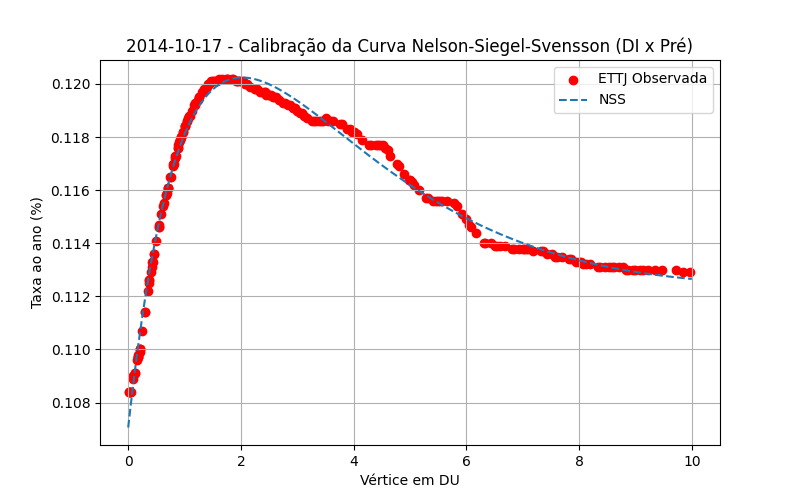 2014-10-17 - Calibração da Curva Nelson-Siegel-Svensson (DI x Pré)
ETTJ Observada
NSS
Taxa ao ano (%)
0.120
0.118
0.116
0.114
0.112
0.110
0.108
0 2 4 6 8 10
Vértice em DU